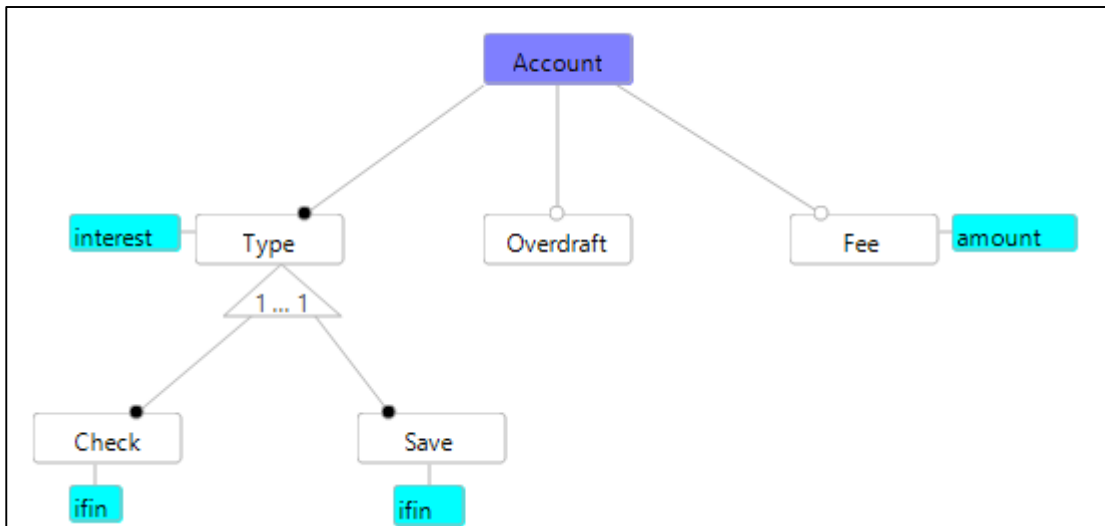 Account
interest
Type
Overdraft
Fee
amount
1 ... 1
Check
Save
ifin
ifin